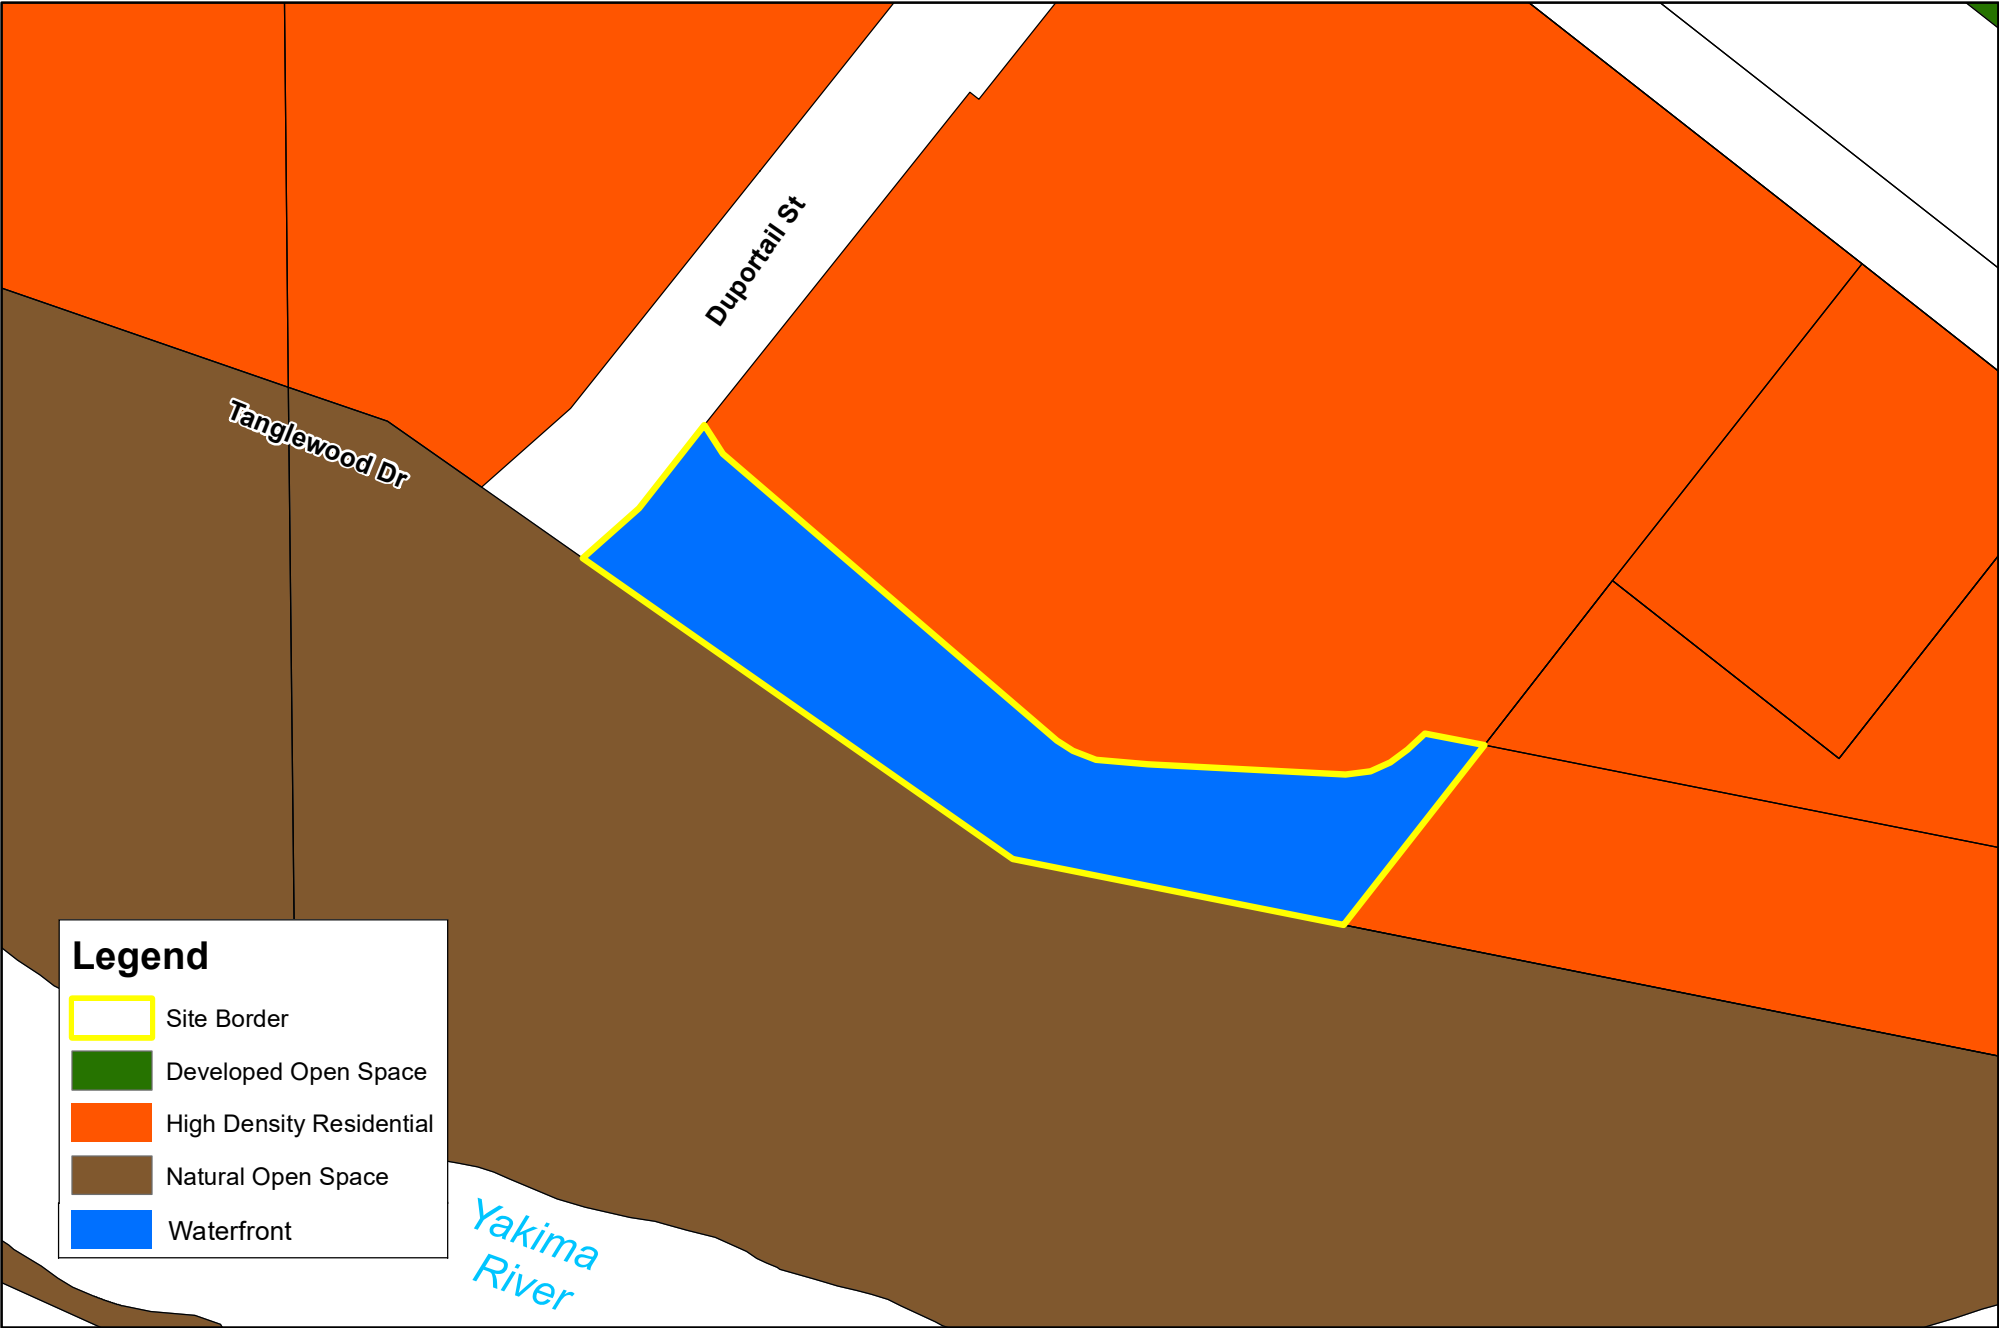 Duportail St
Tanglewood Dr
Legend
Site Border
Developed Open Space
High Density Residential
Natural Open Space
Waterfront
Yakima
River